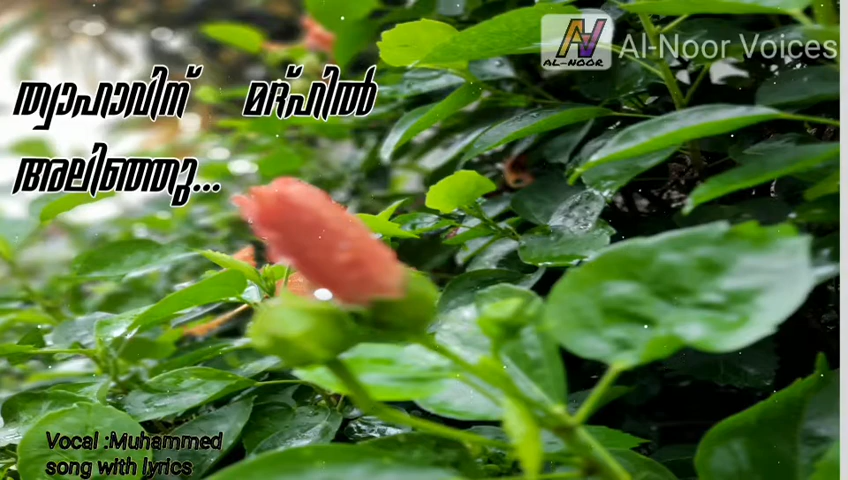 ത്വാഹാവിന് മദ്ഹിൽ
അലിഞ്ഞു...
AL-NOOR
Al-Noor Voices
Vocal :Muhammed
song with lyrics